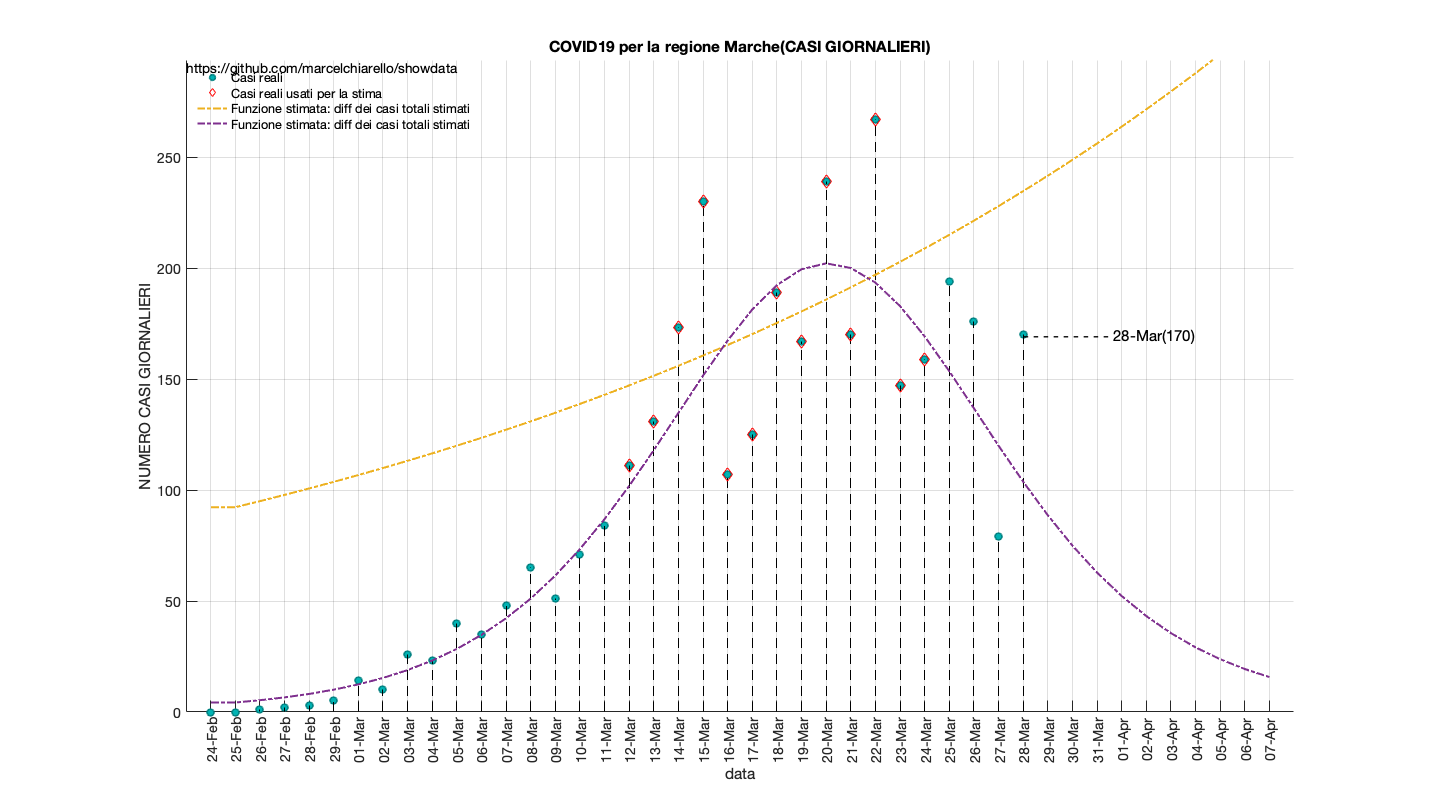 COVID19 per la regione Marche(CASI GIORNALIERI)
https://github.com/marcelchiarello/showdata
Casi reali
Casi reali usati per la stima
Funzione stimata: diff dei casi totali stimati
Funzione stimata: diff dei casi totali stimati
NUMERO CASI GIORNALIERI
250
200
150
100
50
0
28-Mar(170)
24-Feb
25-Feb
26-Feb
27-Feb
28-Feb
29-Feb
01-Mar
02-Mar
03-Mar
04-Mar
05-Mar
06-Mar
07-Mar
08-Mar
09-Mar
10-Mar
11-Mar
12-Mar
13-Mar
14-Mar
15-Mar
16-Mar
17-Mar
18-Mar
19-Mar
20-Mar
21-Mar
22-Mar
23-Mar
24-Mar
25-Mar
26-Mar
27-Mar
28-Mar
29-Mar
30-Mar
31-Mar
01-Apr
02-Apr
03-Apr
04-Apr
05-Apr
06-Apr
07-Apr
data